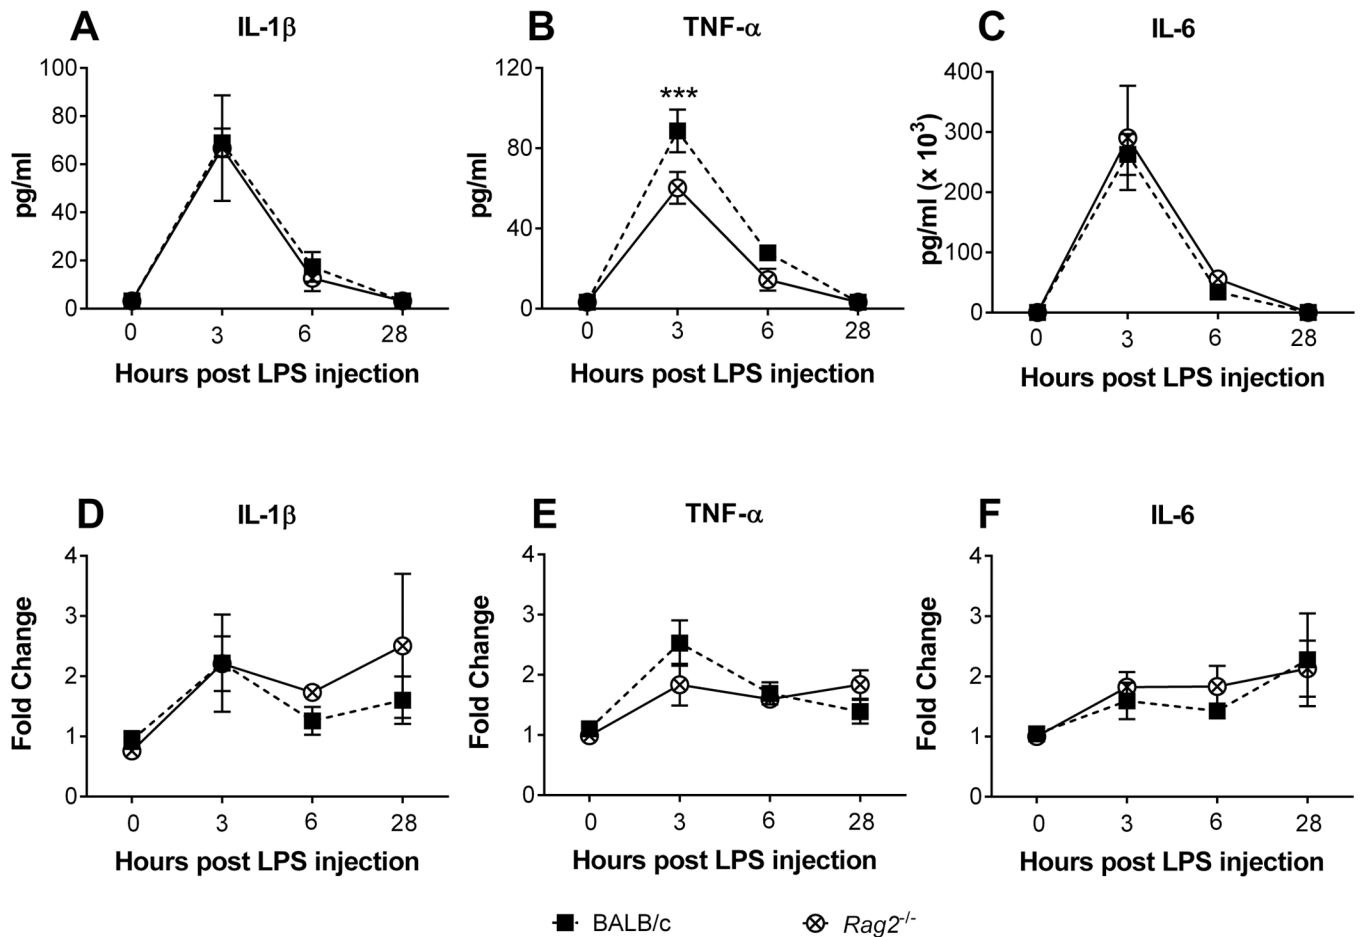 A IL-1β
100
80
60
40
20
0
pg/ml
0 3 6 28
Hours post LPS injection
B TNF-α
120
80
40
0
pg/ml
***
0 3 6 28
Hours post LPS injection
C IL-6
400
300
200
100
0
pg/ml (x 10³)
0 3 6 28
Hours post LPS injection
D IL-1β
4
3
2
1
0
Fold Change
0 3 6 28
Hours post LPS injection
E TNF-α
4
3
2
1
0
Fold Change
0 3 6 28
Hours post LPS injection
F IL-6
4
3
2
1
0
Fold Change
0 3 6 28
Hours post LPS injection
BALB/c Rag2⁻/⁻